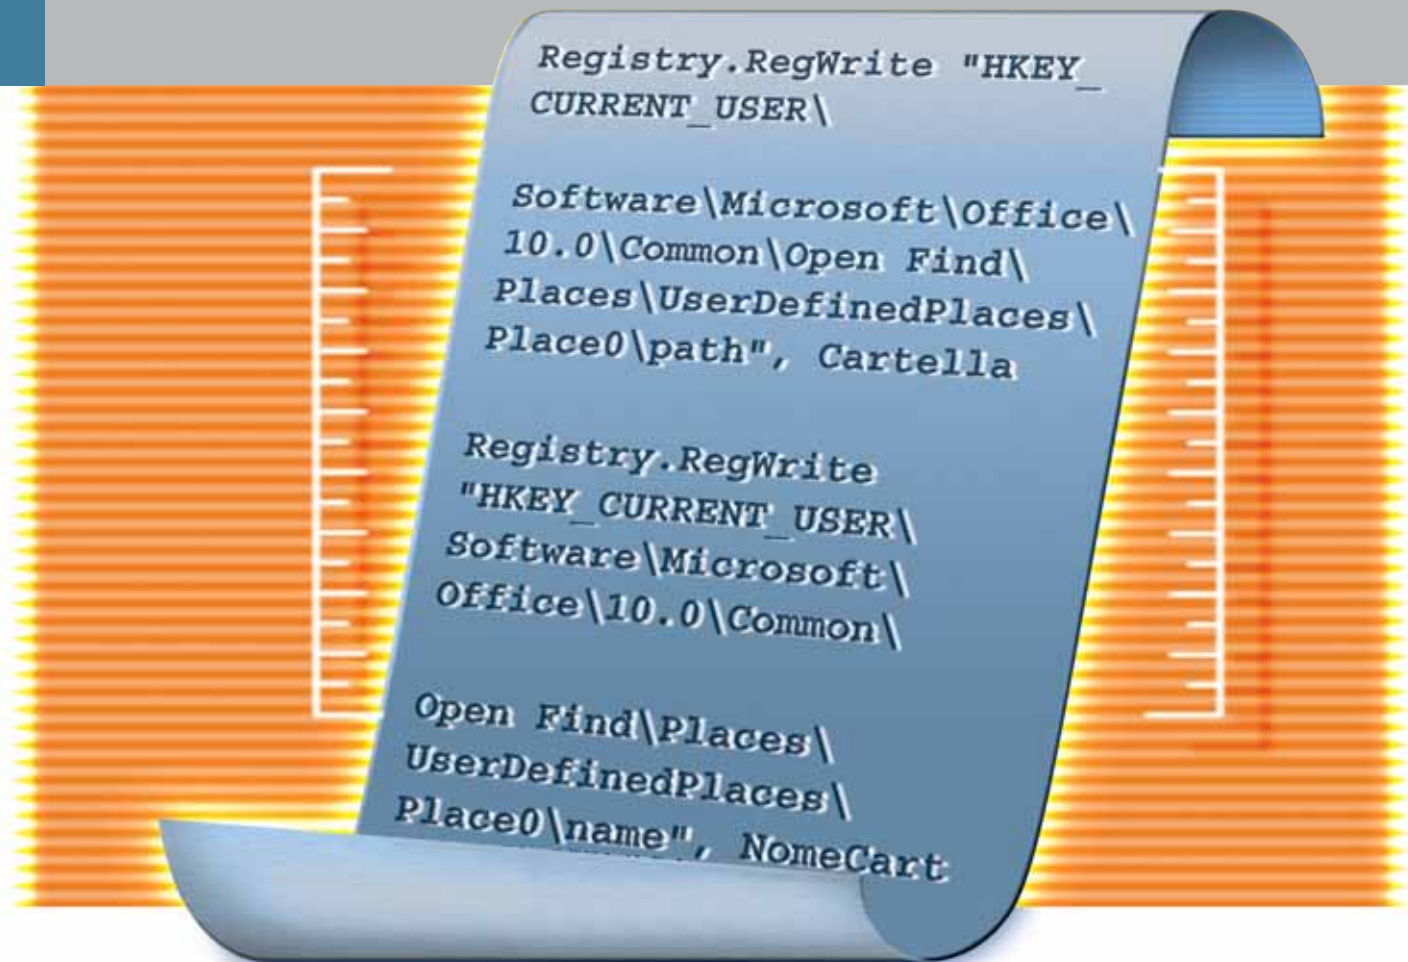 Registry.RegWrite "HKEY_
CURRENT_USER\
Software\Microsoft\Office\
10.0\Common\Open Find\
Places\UserDefinedPlaces\
Place0\path", Cartella
Registry.RegWrite
"HKEY_CURRENT_USER\
Software\Microsoft\
Office\10.0\Common\
Open Find\Places\
UserDefinedPlaces\
Place0\name", NomeCart